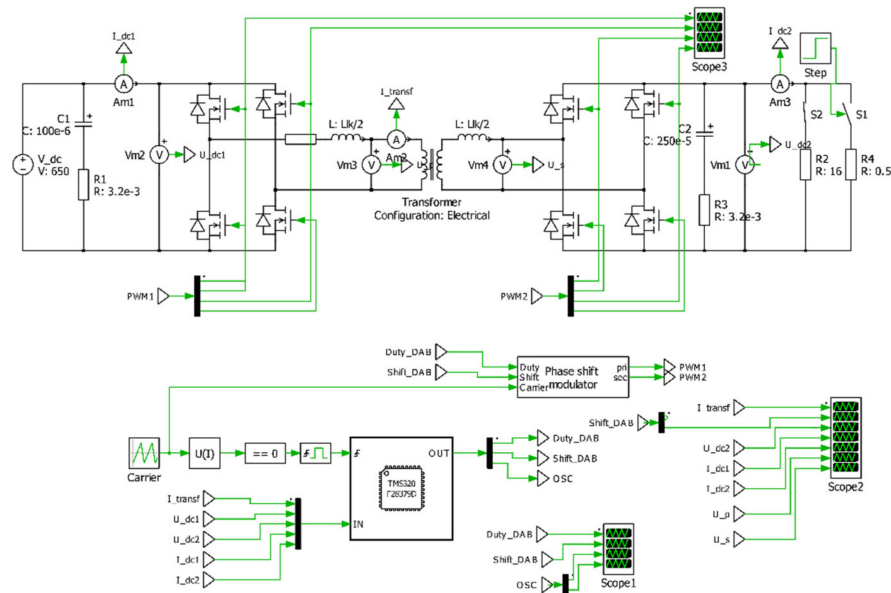 I_dc1
A
Am1
C1
C: 100e-6
V_dc
V: 650
R1
R: 3.2e-3
Vm2
V
U_dc1
L: Llk/2
I_transf
A
Am2
Vm3
V
Transformer
Configuration: Electrical
L: Llk/2
Vm4
V
U_s
Scope3
I_dc2
A
Am3
Step
C2
C: 250e-5
R3
R: 3.2e-3
Vm1
V
U_dc2
S2
S1
R2
R: 16
R4
R: 0.5
PWM1
PWM2
Duty_DAB
Shift_DAB
Duty
Shift
Carrier
Phase shift
modulator
pri
sec
PWM1
PWM2
Carrier
U(I)
== 0
TMS320
F28379D
OUT
IN
Duty_DAB
Shift_DAB
OSC
I_transf
U_dc1
U_dc2
I_dc1
I_dc2
Duty_DAB
Shift_DAB
OSC
Scope1
I_transf
Shift_DAB
U_dc2
I_dc1
I_dc2
U_p
U_s
Scope2